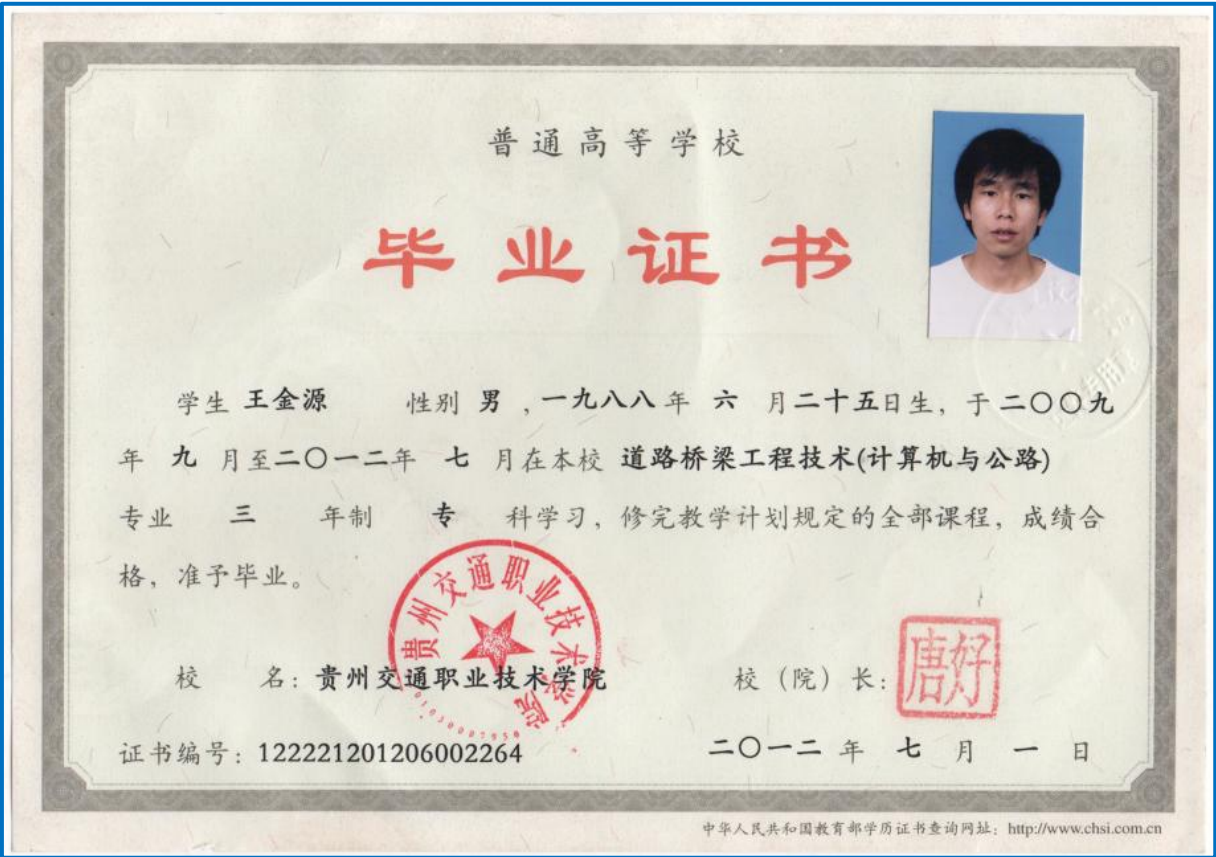 普通高等学校
毕业证书
学生 王金源 性别 男 ,一九八八年 六 月二十五日生，于二〇〇九
年 九 月至二〇一二年 七 月在本校 道路桥梁工程技术(计算机与公路)
专业 三 年制 专 科学习，修完教学计划规定的全部课程，成绩合
格，准予毕业。
贵州交通职业技术学院
校 名：贵州交通职业技术学院 校（院）长：唐好
证书编号：122221201206002264 二〇一二 年 七 月 一 日
中华人民共和国教育部学历证书查询网址：http://www.chsi.com.cn